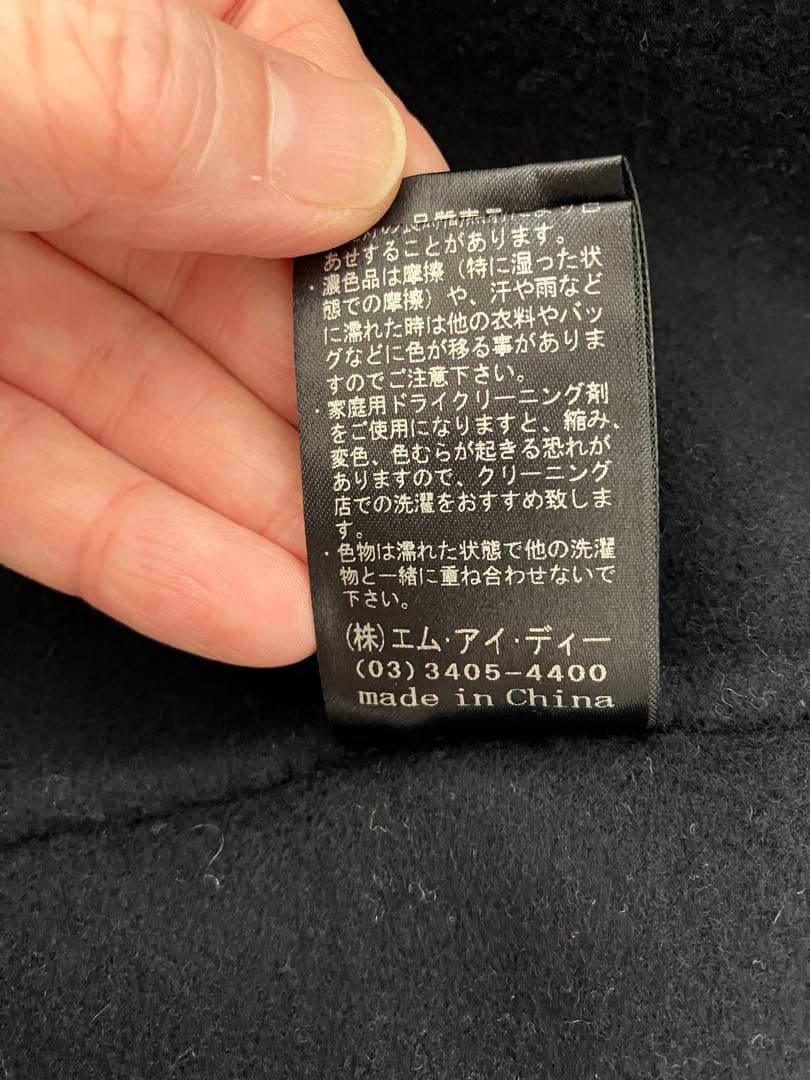 あせすることがあります。
・濃色品は摩擦（特に湿った状
態での摩擦）や、汗や雨など
に濡れた時は他の衣料やバッ
グなどに色が移る事がありま
すのでご注意下さい。
・家庭用ドライクリーニング剤
をご使用になりますと、縮み、
変色、色むらが起きる恐れが
ありますので、クリーニング
店での洗濯をおすすめ致しま
す。
・色物は濡れた状態で他の洗濯
物と一緒に重ね合わせないで
下さい。
(株)エム・アイ・ディー
(03)3405-4400
made in China